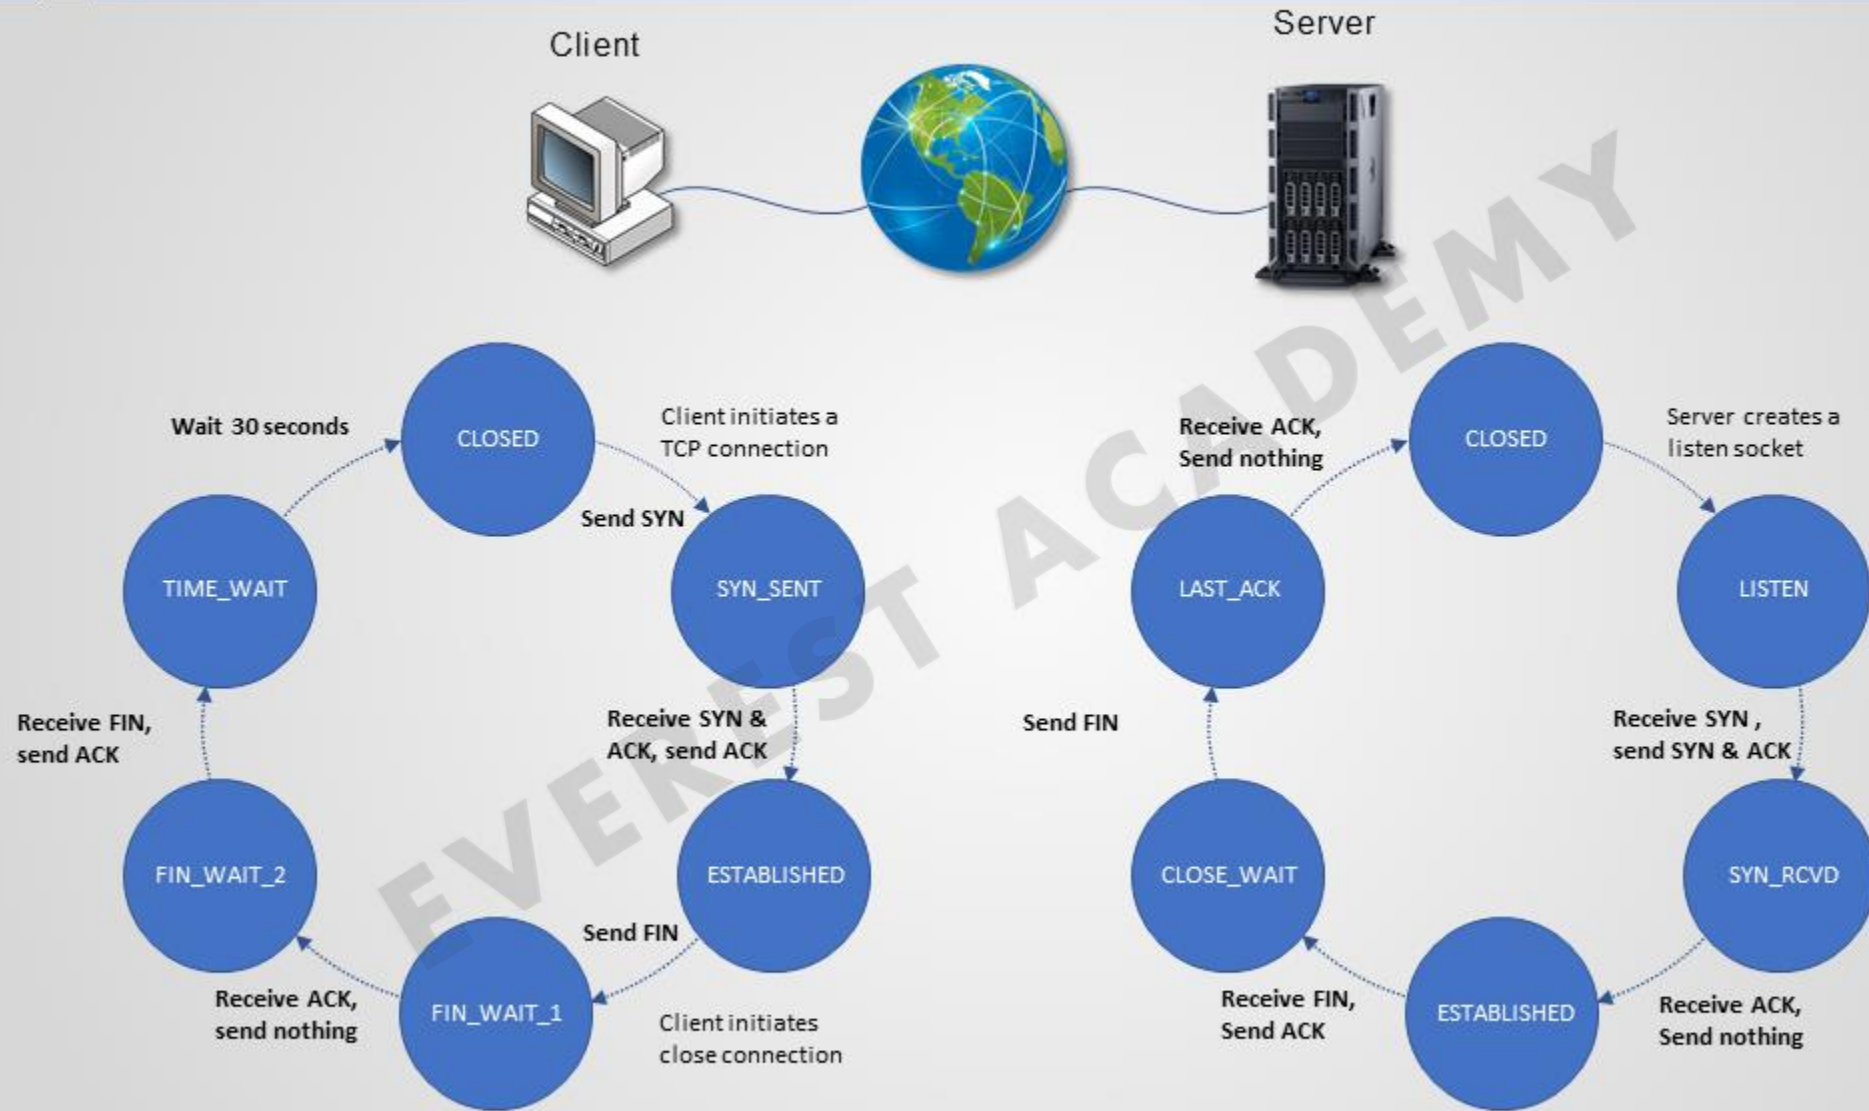 Client
Server
CLOSED
Client initiates a
TCP connection
Send SYN
SYN_SENT
Receive SYN &
ACK, send ACK
ESTABLISHED
Send FIN
Client initiates
close connection
FIN_WAIT_1
Receive ACK,
send nothing
FIN_WAIT_2
Receive FIN,
send ACK
TIME_WAIT
Wait 30 seconds
CLOSED
Server creates a
listen socket
LISTEN
Receive SYN ,
send SYN & ACK
SYN_RCVD
Receive ACK,
Send nothing
ESTABLISHED
Receive FIN,
Send ACK
CLOSE_WAIT
Send FIN
LAST_ACK
Receive ACK,
Send nothing
EVEREST ACADEMY